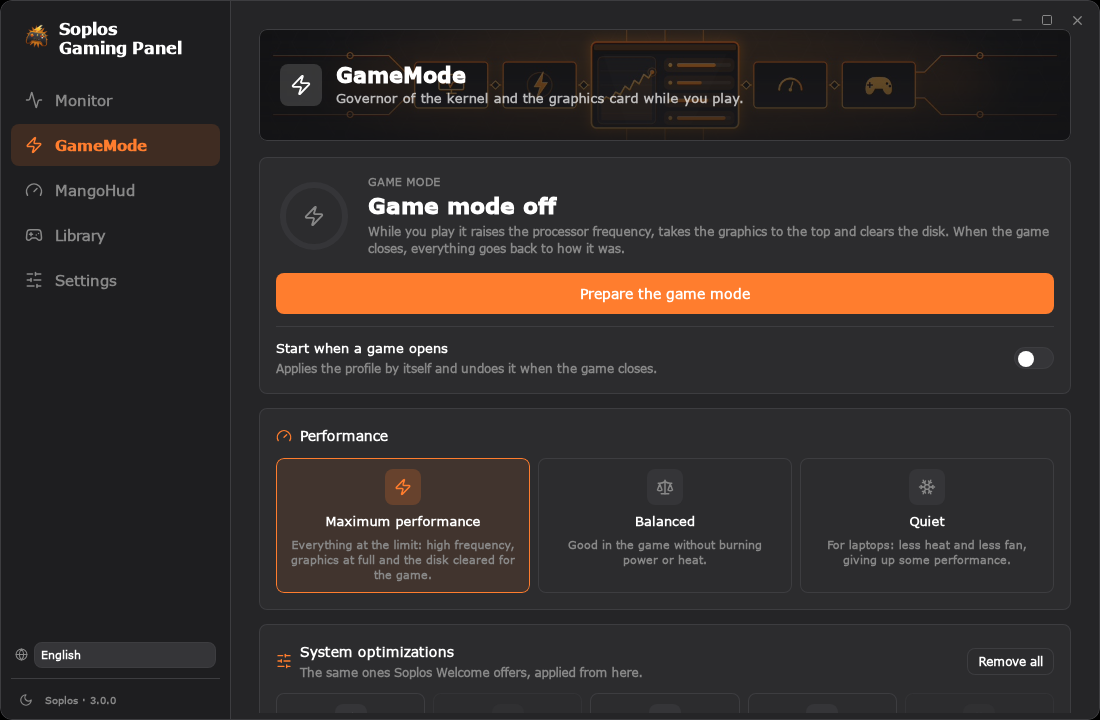 Soplos
Gaming Panel
Monitor
GameMode
MangoHud
Library
Settings
English
Soplos · 3.0.0
GameMode
Governor of the kernel and the graphics card while you play.
GAME MODE
Game mode off
While you play it raises the processor frequency, takes the graphics to the top and clears the disk. When the game
closes, everything goes back to how it was.
Prepare the game mode
Start when a game opens
Applies the profile by itself and undoes it when the game closes.
Performance
Maximum performance
Everything at the limit: high frequency,
graphics at full and the disk cleared for
the game.
Balanced
Good in the game without burning
power or heat.
Quiet
For laptops: less heat and less fan,
giving up some performance.
System optimizations
The same ones Soplos Welcome offers, applied from here.
Remove all